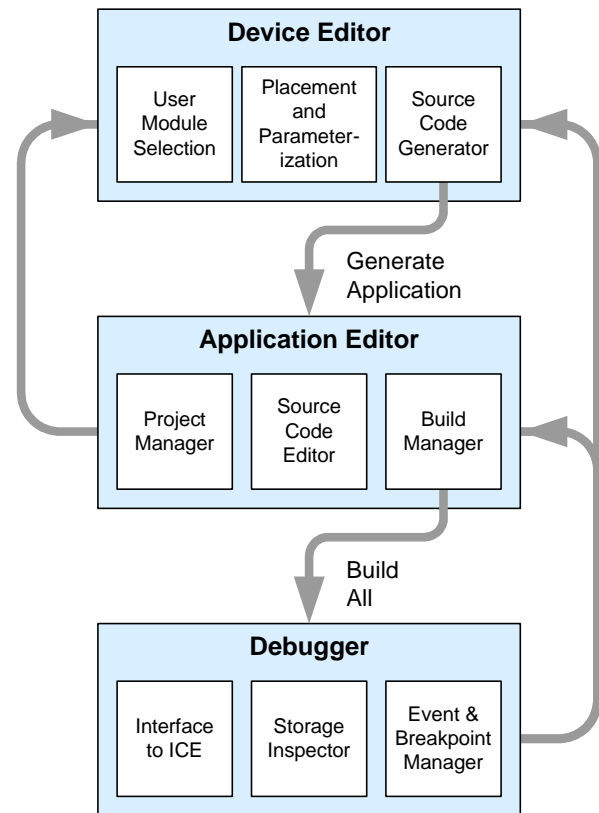 Device Editor
User
Module
Selection
Placement
and
Parameter-
ization
Source
Code
Generator
Generate
Application
Application Editor
Project
Manager
Source
Code
Editor
Build
Manager
Build
All
Debugger
Interface
to ICE
Storage
Inspector
Event &
Breakpoint
Manager